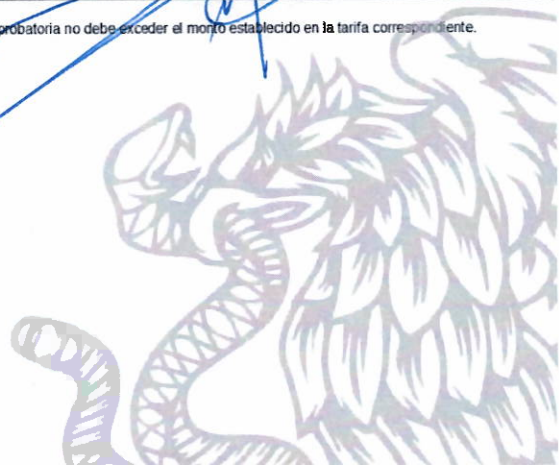 probatoria no debe exceder el monto establecido en la tarifa correspondiente.